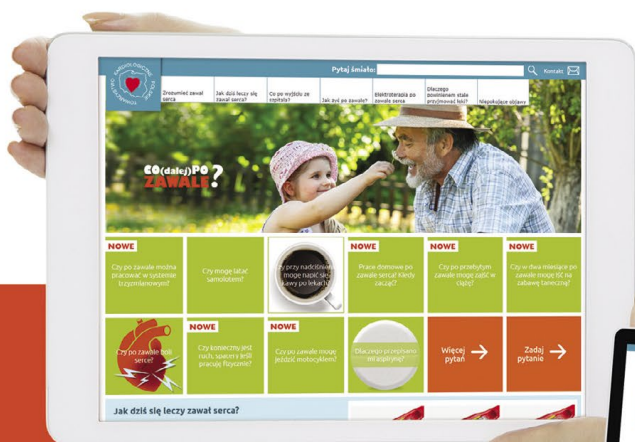 TOWARZYSTWO KARDIOLOGICZNE POLSKIE
Pytaj śmiało:
Kontakt
Zrozumieć zawał
serca
Jak dziś leczy się
zawał serca?
Co po wyjściu ze
szpitala?
Jak żyć po zawale?
Elektroterapia po
zawale serca
Dlaczego
powinienem stale
przyjmować leki?
Niepokojące objawy
CO(dalej)PO
ZAWALE?
NOWE
Czy po zawale można
pracować w systemie
trzyzmianowym?
Czy mogę latać
samolotem?
Czy przy nadciśnieniu
mogę napić się
kawy po lekach?
NOWE
Prace domowe po
zawale serca! Kiedy
zacząć?
NOWE
Czy po przebytym
zawale mogę zajść w
ciążę?
NOWE
Czy w dwa miesiące po
zawale mogę iść na
zabawę taneczną?
Czy po zawale boli
serce?
NOWE
Czy konieczny jest
ruch, spacery jeśli
pracuję fizycznie?
NOWE
Czy po zawale mogę
jeździć motocyklem?
Dlaczego przepisano
mi aspirynę?
Więcej
pytań
Zadaj
pytanie
Jak dziś się leczy zawał serca?